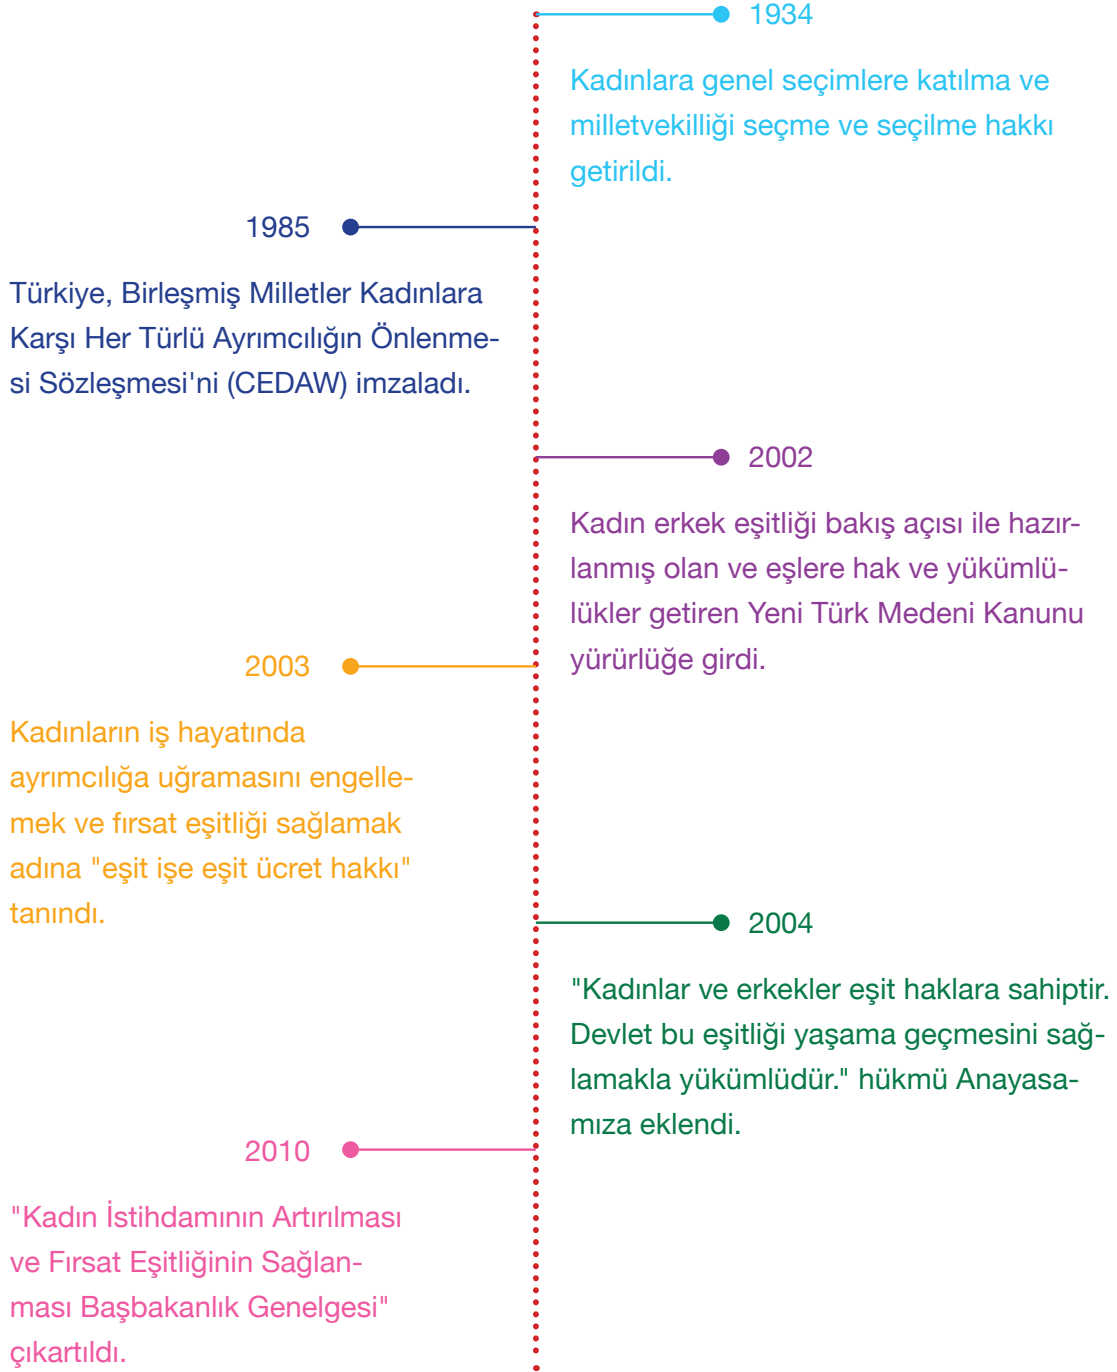 1934
Kadınlara genel seçimlere katılma ve
milletvekilliği seçme ve seçilme hakkı
getirildi.
1985
Türkiye, Birleşmiş Milletler Kadınlara
Karşı Her Türlü Ayrımcılığın Önlenme-
si Sözleşmesi'ni (CEDAW) imzaladı.
2002
Kadın erkek eşitliği bakış açısı ile hazır-
lanmış olan ve eşlere hak ve yükümlü-
lükler getiren Yeni Türk Medeni Kanunu
yürürlüğe girdi.
2003
Kadınların iş hayatında
ayrımcılığa uğramasını engelle-
mek ve fırsat eşitliği sağlamak
adına "eşit işe eşit ücret hakkı"
tanındı.
2004
"Kadınlar ve erkekler eşit haklara sahiptir.
Devlet bu eşitliği yaşama geçmesini sağ-
lamakla yükümlüdür." hükmü Anayasa-
mıza eklendi.
2010
"Kadın İstihdamının Artırılması
ve Fırsat Eşitliğinin Sağlan-
ması Başbakanlık Genelgesi"
çıkartıldı.